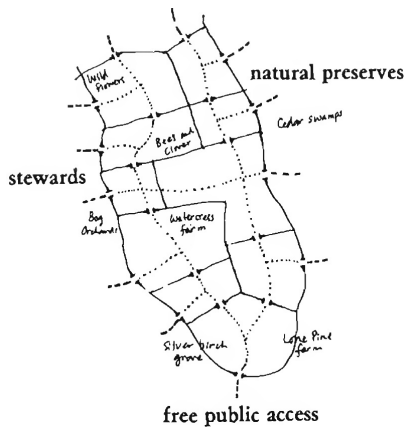 Wild
Flowers
natural preserves
Cedar swamps
Bees and
Clover
stewards
Bog
Orchards
Watercress
farm
Silver birch
grove
Lone Pine
farm
free public access